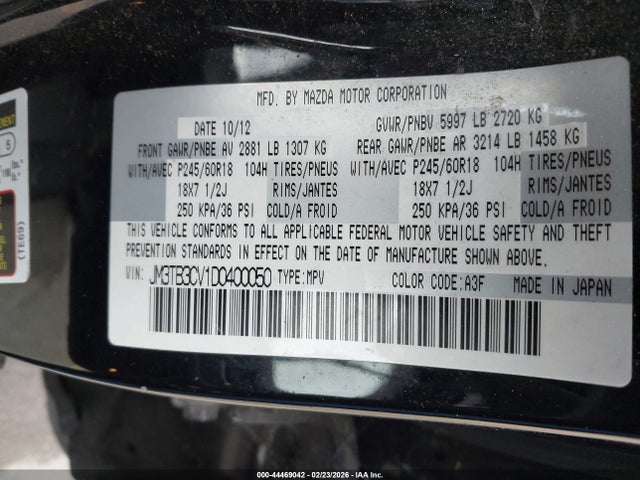 MFD. BY MAZDA MOTOR CORPORATION
DATE 10/12 GVWR/PNBV 5997 LB 2720 KG
FRONT GAWR/PNBE AV 2881 LB 1307 KG REAR GAWR/PNBE AR 3214 LB 1458 KG
WITH/AVEC P245/60R18 104H TIRES/PNEUS WITH/AVEC P245/60R18 104H TIRES/PNEUS
18X7 1/2J RIMS/JANTES 18X7 1/2J RIMS/JANTES
250 KPA/36 PSI COLD/A FROID 250 KPA/36 PSI COLD/A FROID
THIS VEHICLE CONFORMS TO ALL APPLICABLE FEDERAL MOTOR VEHICLE SAFETY AND THEFT
PREVENTION STANDARDS IN EFFECT ON THE DATE OF MANUFACTURE SHOWN ABOVE.
VIN: JM3TB3CV1D0400050 TYPE:MPV COLOR CODE:A3F MADE IN JAPAN
5
(TE69)
000-44469042 - 02/23/2026 - IAA Inc.